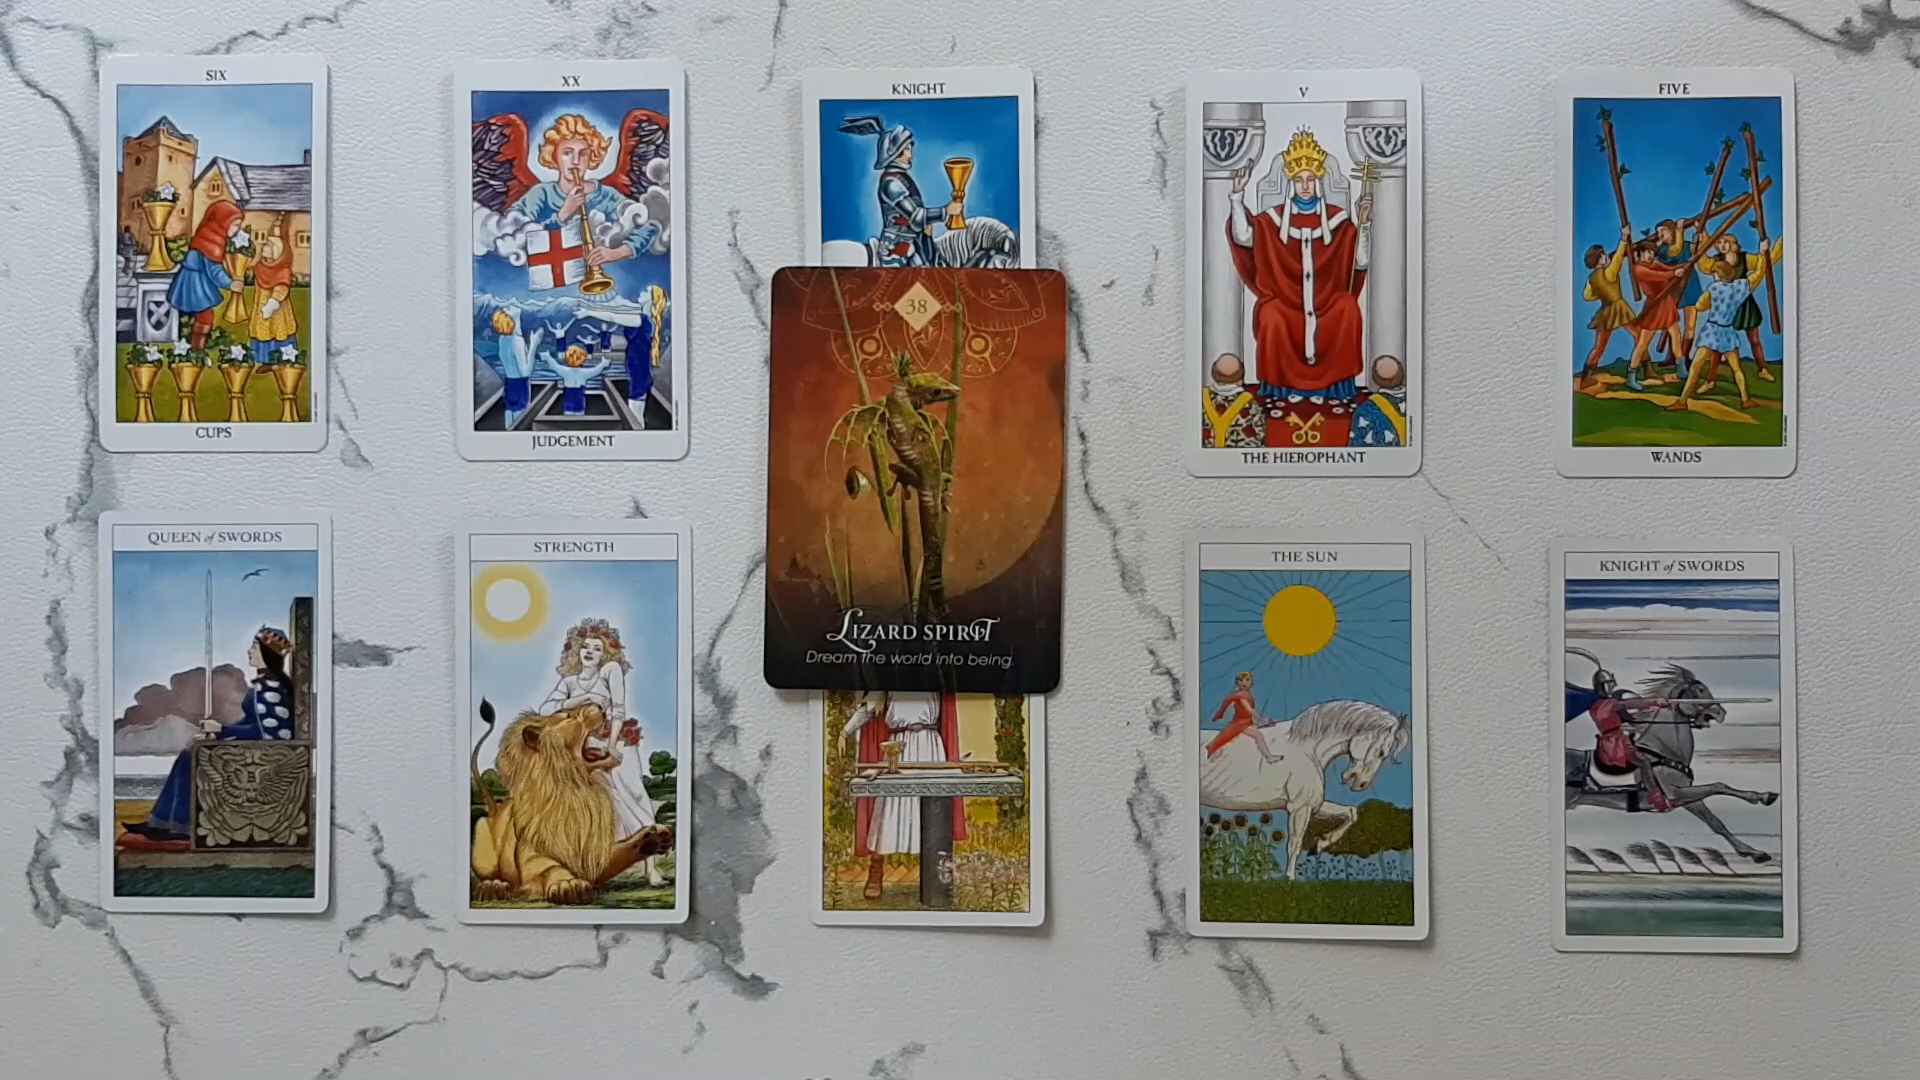 SIX
CUPS
XX
JUDGEMENT
KNIGHT
V
THE HIEROPHANT
FIVE
WANDS
38
LIZARD SPIRIT
Dream the world into being.
QUEEN of SWORDS
STRENGTH
THE SUN
KNIGHT of SWORDS